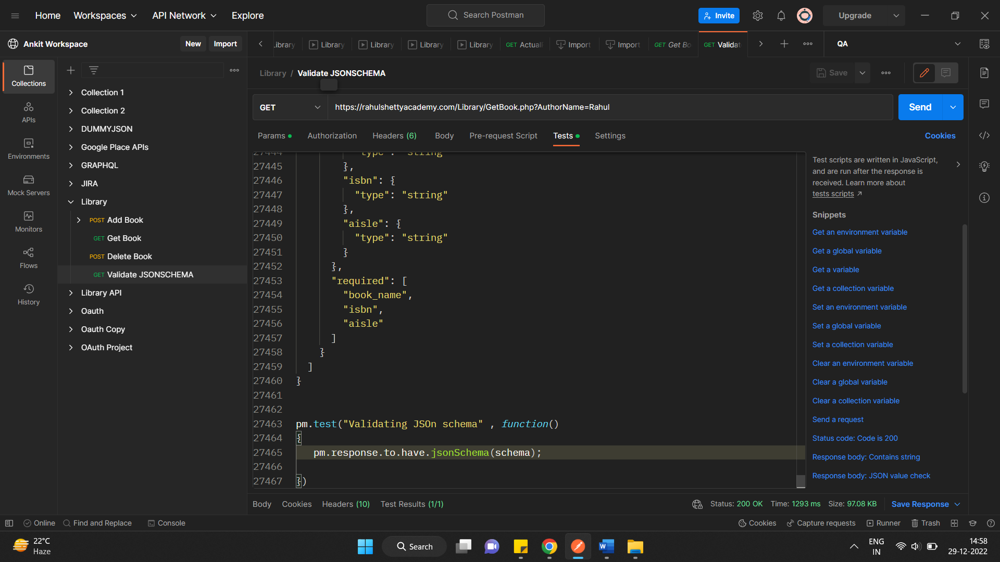 Home Workspaces API Network Explore Search Postman Invite Upgrade
Ankit Workspace New Import Library Library Library Library Library GET Actual Import Import GET Get Bo GET Validat QA
Collections
APIs
Environments
Mock Servers
Monitors
Flows
History
Collection 1
Collection 2
DUMMYJSON
Google Place APIs
GRAPHQL
JIRA
Library
POST Add Book
GET Get Book
POST Delete Book
GET Validate JSONSCHEMA
Library API
Oauth
Oauth Copy
OAuth Project
Library / Validate JSONSCHEMA Save
GET https://rahulshettyacademy.com/Library/GetBook.php?AuthorName=Rahul Send
Params Authorization Headers (6) Body Pre-request Script Tests Settings Cookies
27444 "type": "string"
27445 },
27446 "isbn": {
27447 "type": "string"
27448 },
27449 "aisle": {
27450 "type": "string"
27451 }
27452 },
27453 "required": [
27454 "book_name",
27455 "isbn",
27456 "aisle"
27457 ]
27458 }
27459 ]
27460 }
27461
27462
27463 pm.test("Validating JSOn schema" , function()
27464 {
27465 pm.response.to.have.jsonSchema(schema);
27466
27467 })
Test scripts are written in JavaScript,
and are run after the response is
received. Learn more about
tests scripts ↗
Snippets
Get an environment variable
Get a global variable
Get a variable
Get a collection variable
Set an environment variable
Set a global variable
Set a collection variable
Clear an environment variable
Clear a global variable
Clear a collection variable
Send a request
Status code: Code is 200
Response body: Contains string
Response body: JSON value check
Body Cookies Headers (10) Test Results (1/1) Status: 200 OK Time: 1293 ms Size: 97.08 KB Save Response
Online Find and Replace Console Cookies Capture requests Runner Trash
22°C
Haze
Search
ENG
IN
14:58
29-12-2022